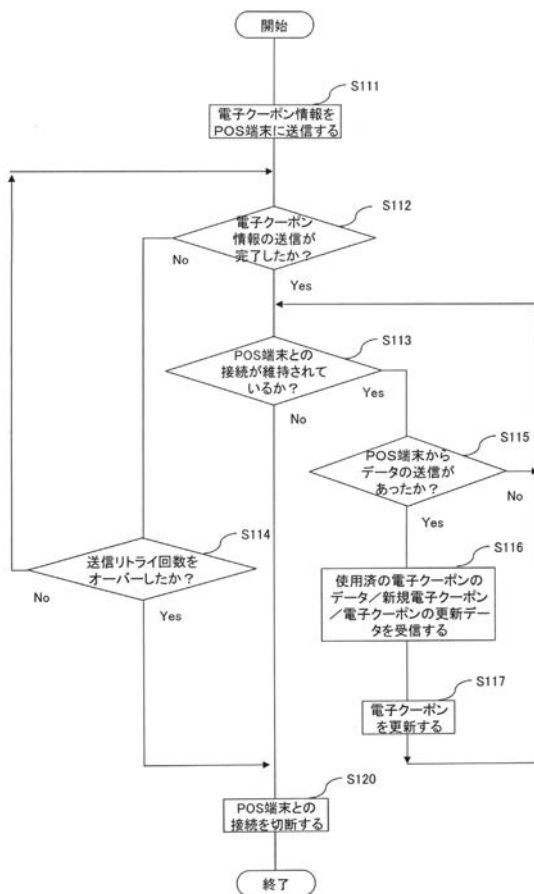 開始
S111
電子クーポン情報を
POS端末に送信する
S112
電子クーポン
情報の送信が
完了したか？
No
Yes
S113
POS端末との
接続が維持されて
いるか？
Yes
No
S115
POS端末から
データの送信が
あったか？
No
Yes
S114
送信リトライ回数を
オーバーしたか？
No
Yes
S116
使用済の電子クーポンの
データ／新規電子クーポン
／電子クーポンの更新デー
タを受信する
S117
電子クーポン
を更新する
S120
POS端末との
接続を切断する
終了